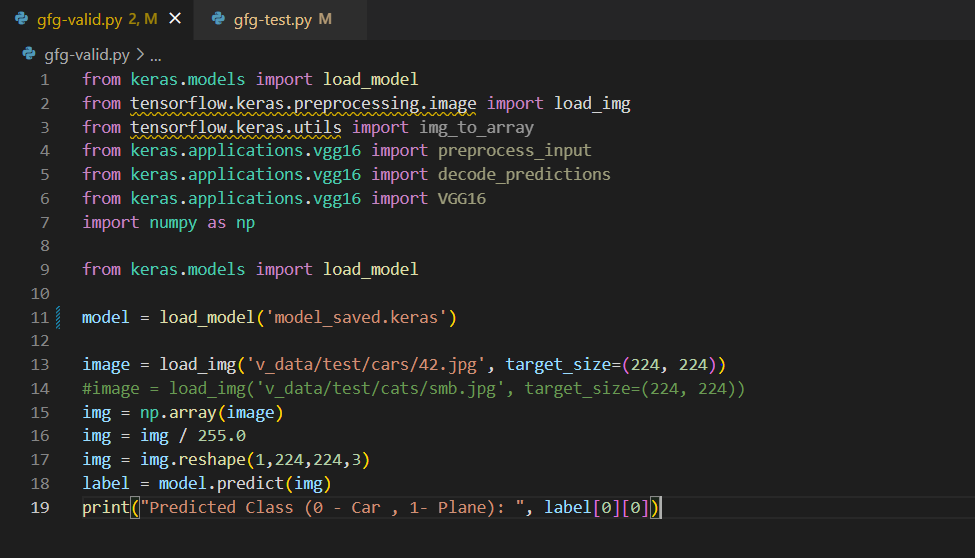 gfg-valid.py 2, M × gfg-test.py M
gfg-valid.py > ...
1 from keras.models import load_model
2 from tensorflow.keras.preprocessing.image import load_img
3 from tensorflow.keras.utils import img_to_array
4 from keras.applications.vgg16 import preprocess_input
5 from keras.applications.vgg16 import decode_predictions
6 from keras.applications.vgg16 import VGG16
7 import numpy as np
8
9 from keras.models import load_model
10
11 model = load_model('model_saved.keras')
12
13 image = load_img('v_data/test/cars/42.jpg', target_size=(224, 224))
14 #image = load_img('v_data/test/cats/smb.jpg', target_size=(224, 224))
15 img = np.array(image)
16 img = img / 255.0
17 img = img.reshape(1,224,224,3)
18 label = model.predict(img)
19 print("Predicted Class (0 - Car , 1- Plane): ", label[0][0])